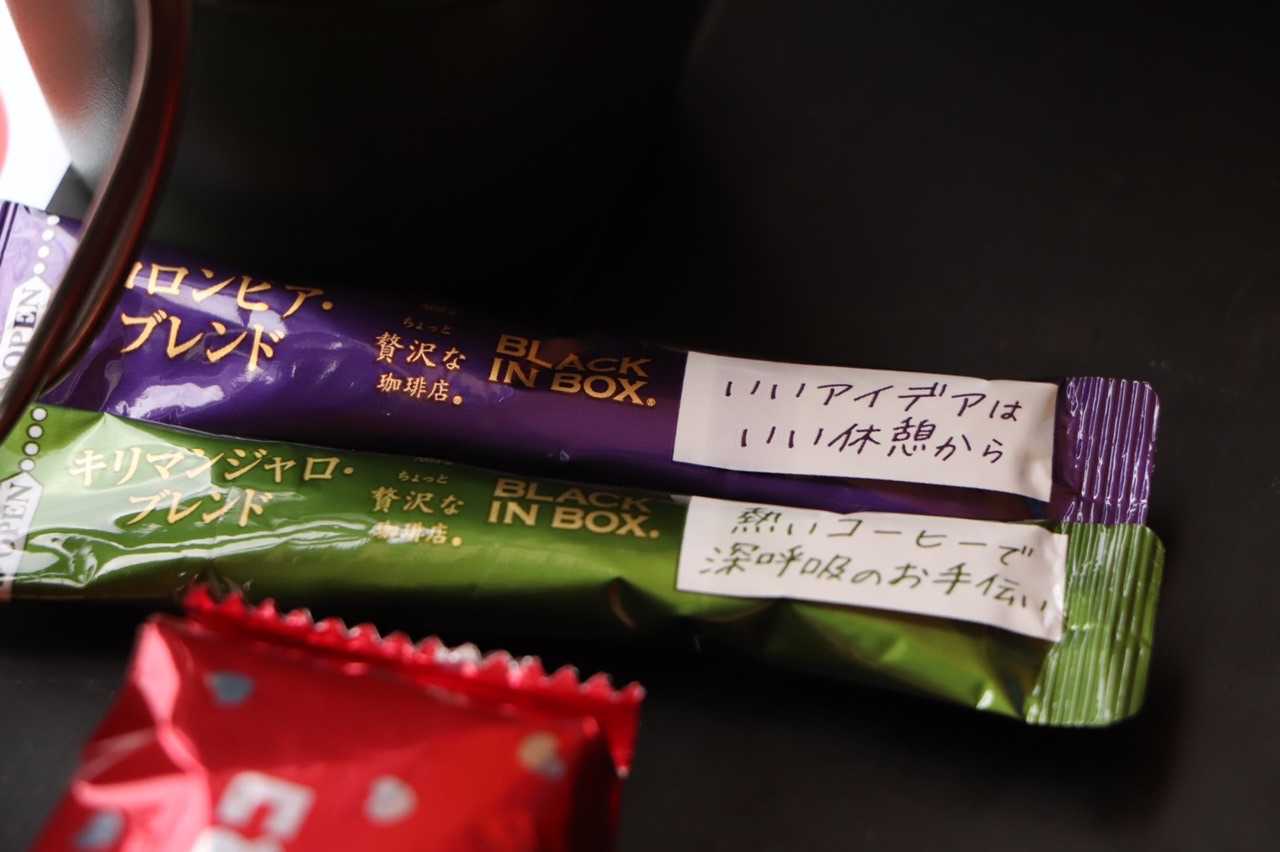 OPEN
コロンビア・
ブレンド
ちょっと
贅沢な
珈琲店。
BLACK
IN BOX®
いいアイデアは
いい休憩から
OPEN
キリマンジャロ・
ブレンド
ちょっと
贅沢な
珈琲店。
BLACK
IN BOX®
熱いコーヒーで
深呼吸のお手伝い